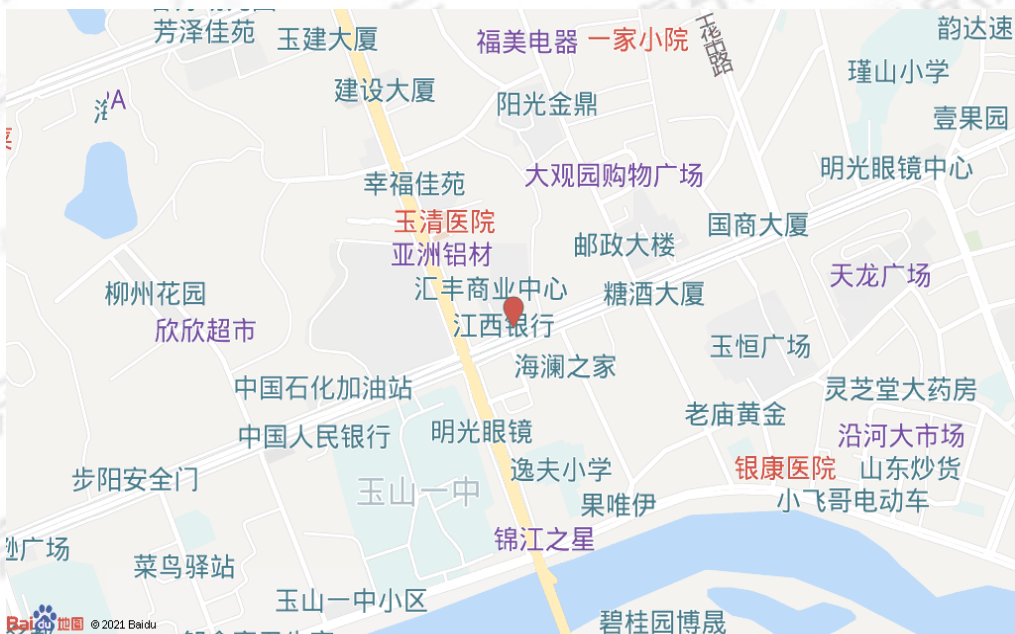 芳泽佳苑
玉建大厦
福美电器
一家小院
韵达速
瑾山小学
建设大厦
阳光金鼎
壹果园
明光眼镜中心
大观园购物广场
幸福佳苑
玉清医院
国商大厦
亚洲铝材
邮政大楼
天龙广场
柳州花园
汇丰商业中心
糖酒大厦
欣欣超市
江西银行
玉恒广场
海澜之家
中国石化加油站
灵芝堂大药房
老庙黄金
中国人民银行
明光眼镜
沿河大市场
步阳安全门
逸夫小学
银康医院
山东炒货
玉山一中
果唯伊
小飞哥电动车
锦江之星
广场
菜鸟驿站
玉山一中小区
碧桂园博晟
Bai du 地图 © 2021 Baidu